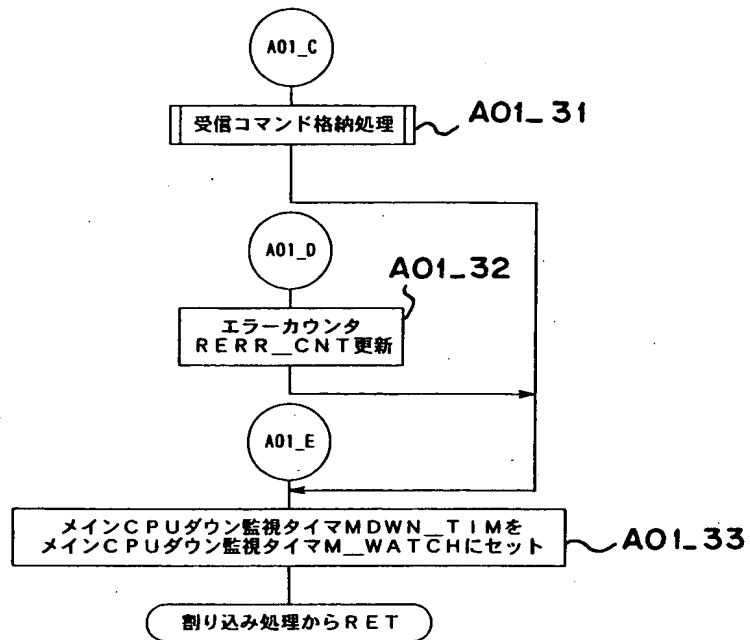 A01_C
受信コマンド格納処理
A01_31
A01_D
A01_32
エラーカウンタ
RERR__CNT更新
A01_E
メインCPUダウン監視タイマMDWN__TIMを
メインCPUダウン監視タイマM__WATCHにセット
A01_33
割り込み処理からRET